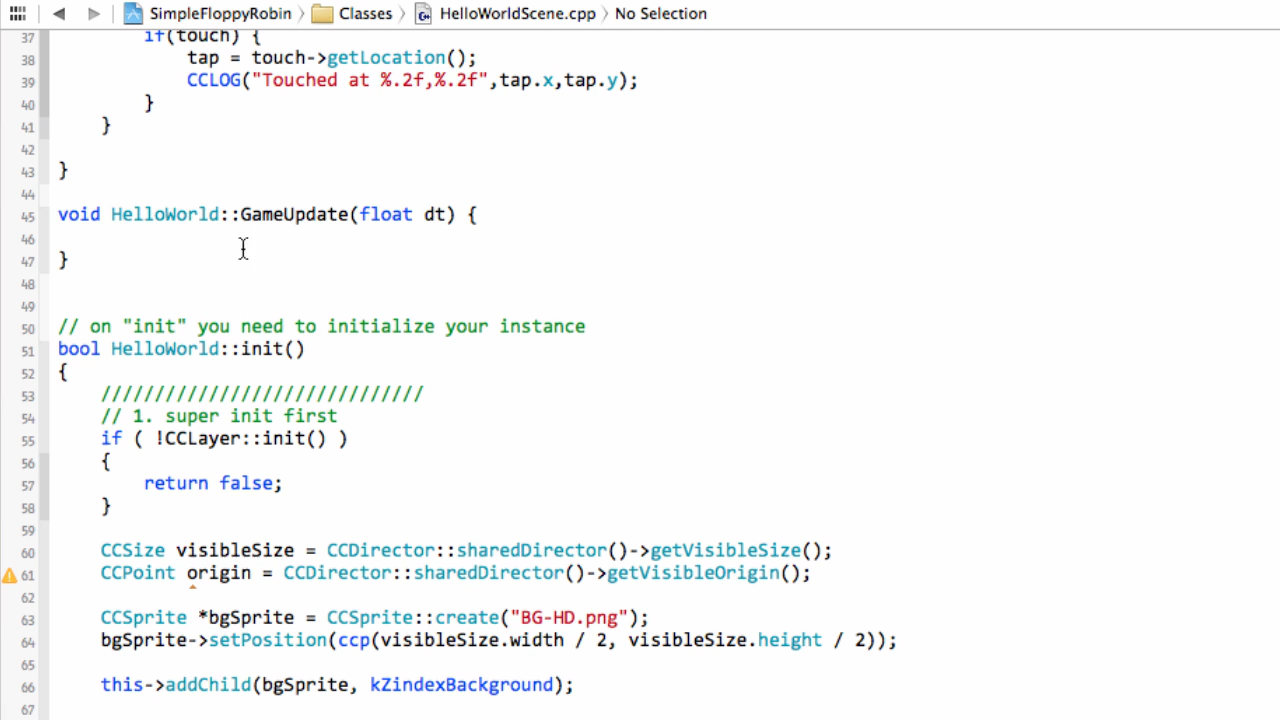 SimpleFloppyRobin Classes HelloWorldScene.cpp No Selection
37 if(touch) {
38 tap = touch->getLocation();
39 CCLOG("Touched at %.2f,%.2f",tap.x,tap.y);
40 }
41 }
42
43 }
44
45 void HelloWorld::GameUpdate(float dt) {
46
47 }
48
49
50 // on "init" you need to initialize your instance
51 bool HelloWorld::init()
52 {
53 //////////////////////////////
54 // 1. super init first
55 if ( !CCLayer::init() )
56 {
57 return false;
58 }
59
60 CCSize visibleSize = CCDirector::sharedDirector()->getVisibleSize();
61 CCPoint origin = CCDirector::sharedDirector()->getVisibleOrigin();
62
63 CCSprite *bgSprite = CCSprite::create("BG-HD.png");
64 bgSprite->setPosition(ccp(visibleSize.width / 2, visibleSize.height / 2));
65
66 this->addChild(bgSprite, kZindexBackground);
67